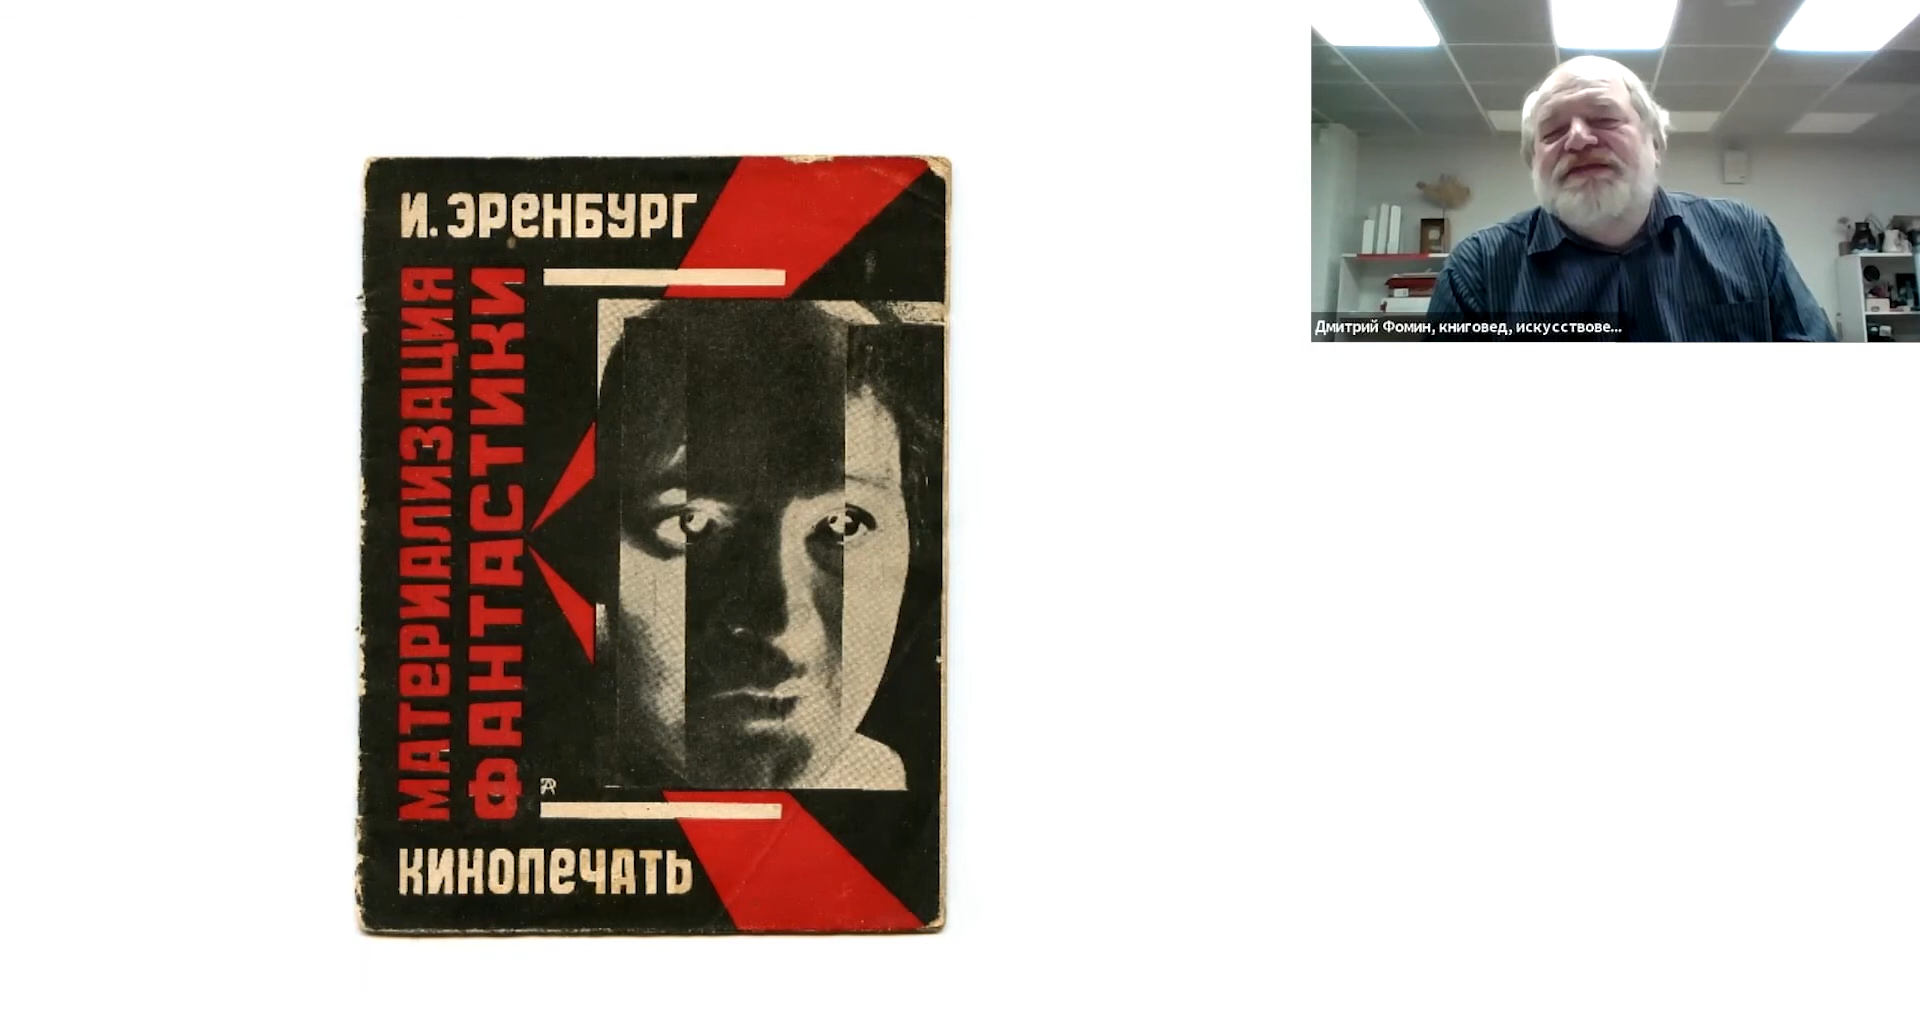 И. ЭРЕНБУРГ
МАТЕРИАЛИЗАЦИЯ
ФАНТАСТИКИ
КИНОПЕЧАТЬ
Дмитрий Фомин, книговед, искусствове...